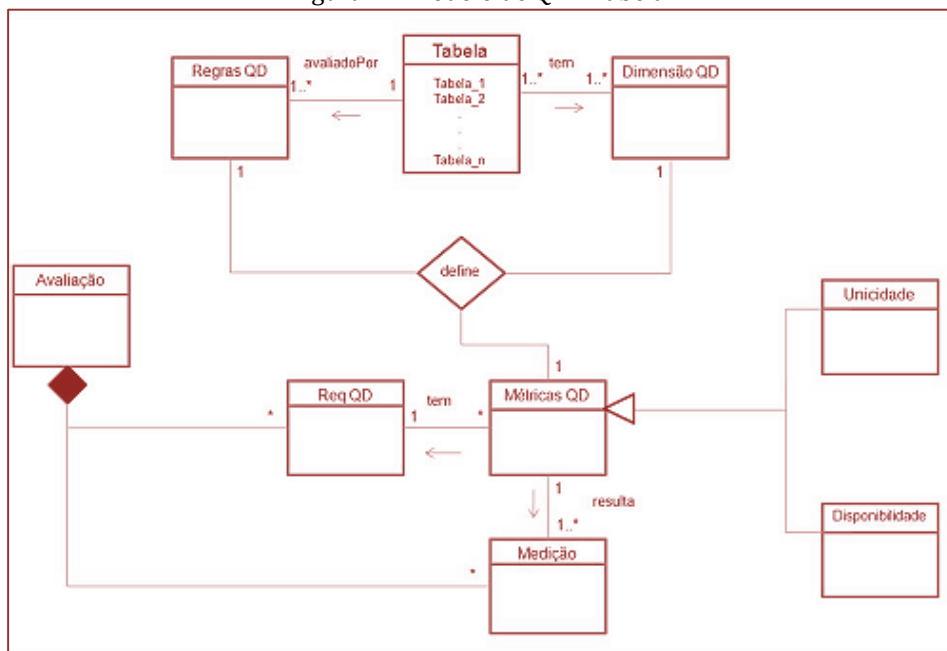 Regras QD
avaliadoPor
1..*
1
Tabela
Tabela_1
Tabela_2
.
.
.
Tabela_n
tem
1..*
1..*
Dimensão QD
1
1
define
Avaliação
Unicidade
1
Req QD
*
tem
1
*
Métricas QD
1
resulta
1..*
Disponibilidade
Medição
*